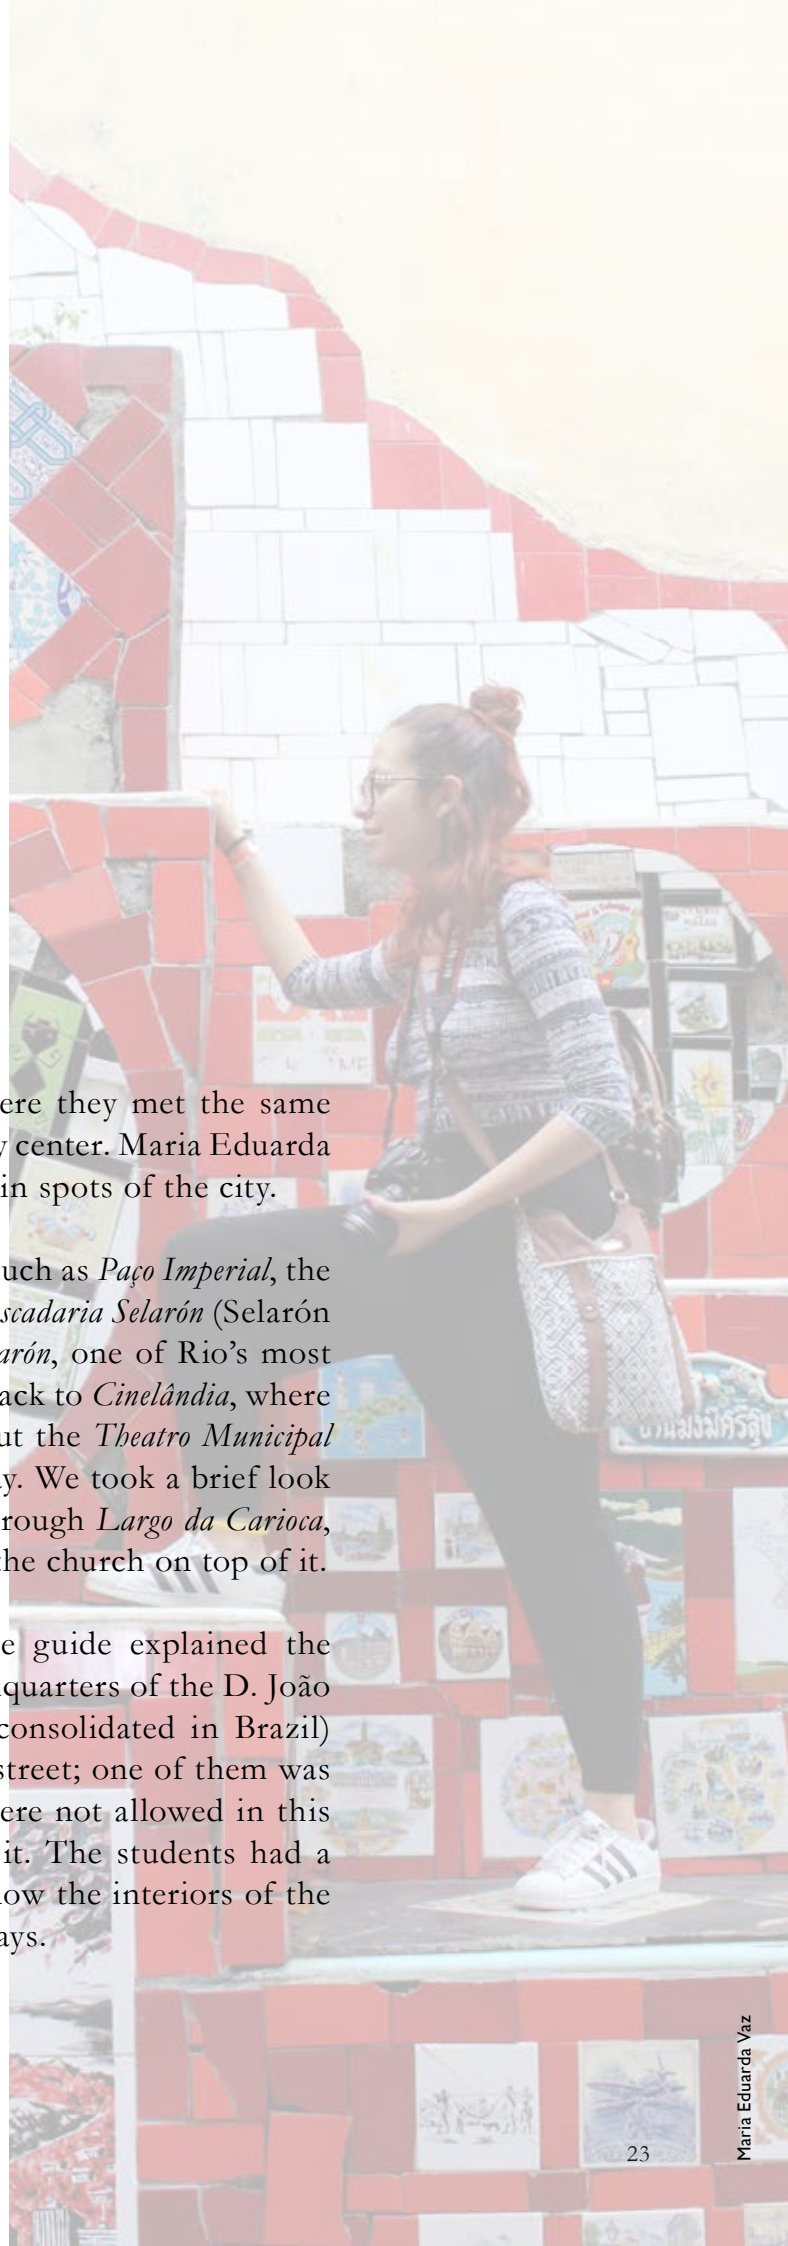 ere they met the same
y center. Maria Eduarda
in spots of the city.
uch as Paço Imperial, the
scadaria Selarón (Selarón
arón, one of Rio’s most
ack to Cinelândia, where
ut the Theatro Municipal
ay. We took a brief look
rough Largo da Carioca,
the church on top of it.
e guide explained the
quarters of the D. João
consolidated in Brazil)
street; one of them was
ere not allowed in this
it. The students had a
ow the interiors of the
ays.
Maria Eduarda Vaz
23